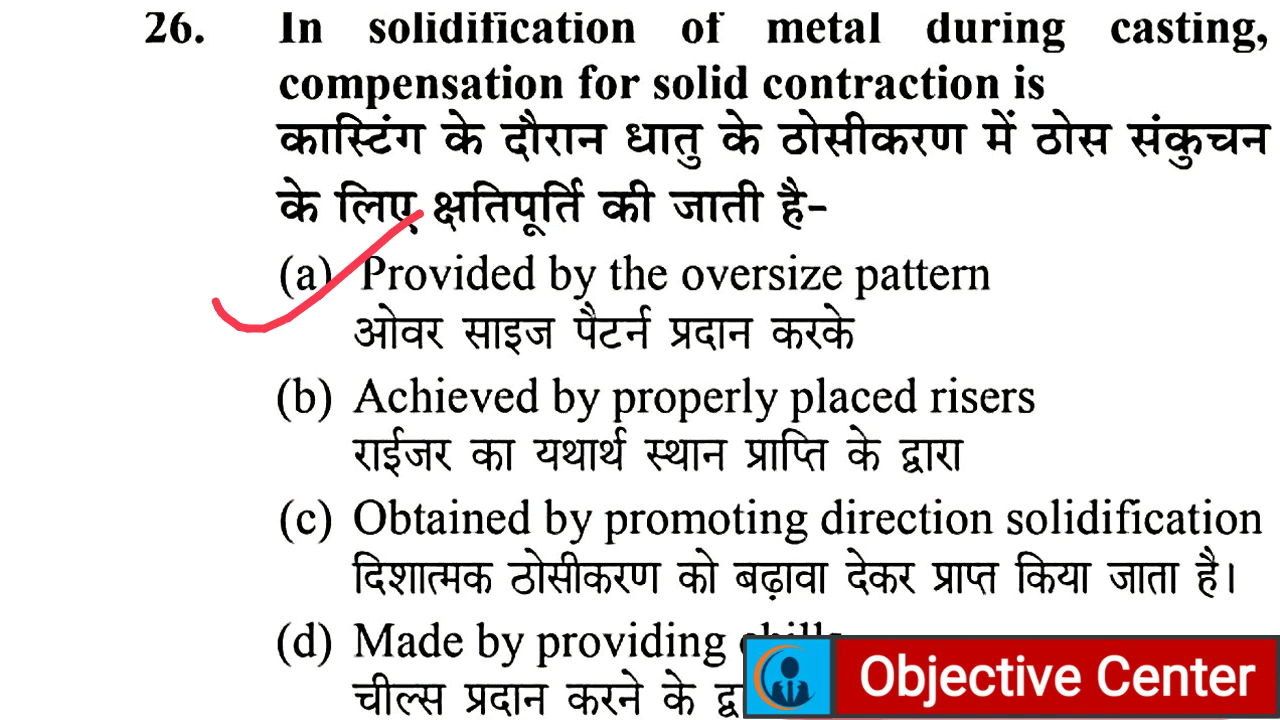 26. In solidification of metal during casting,
compensation for solid contraction is
कास्टिंग के दौरान धातु के ठोसीकरण में ठोस संकुचन
के लिए क्षतिपूर्ति की जाती है-
(a) Provided by the oversize pattern
ओवर साइज पैटर्न प्रदान करके
(b) Achieved by properly placed risers
राईजर का यथार्थ स्थान प्राप्ति के द्वारा
(c) Obtained by promoting direction solidification
दिशात्मक ठोसीकरण को बढ़ावा देकर प्राप्त किया जाता है।
(d) Made by providing
चील्स प्रदान करने के
Objective Center